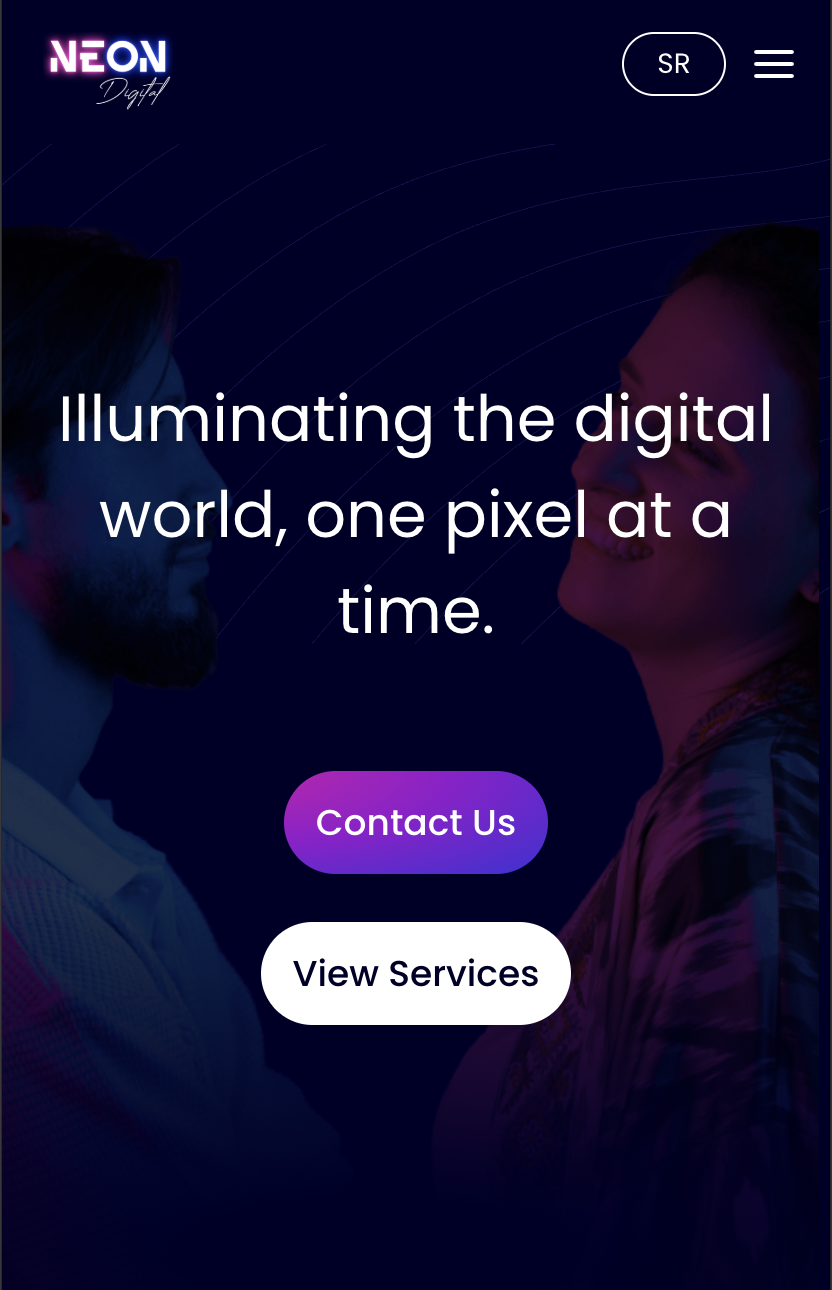 NEON
Digital
SR
Illuminating the digital
world, one pixel at a
time.
Contact Us
View Services